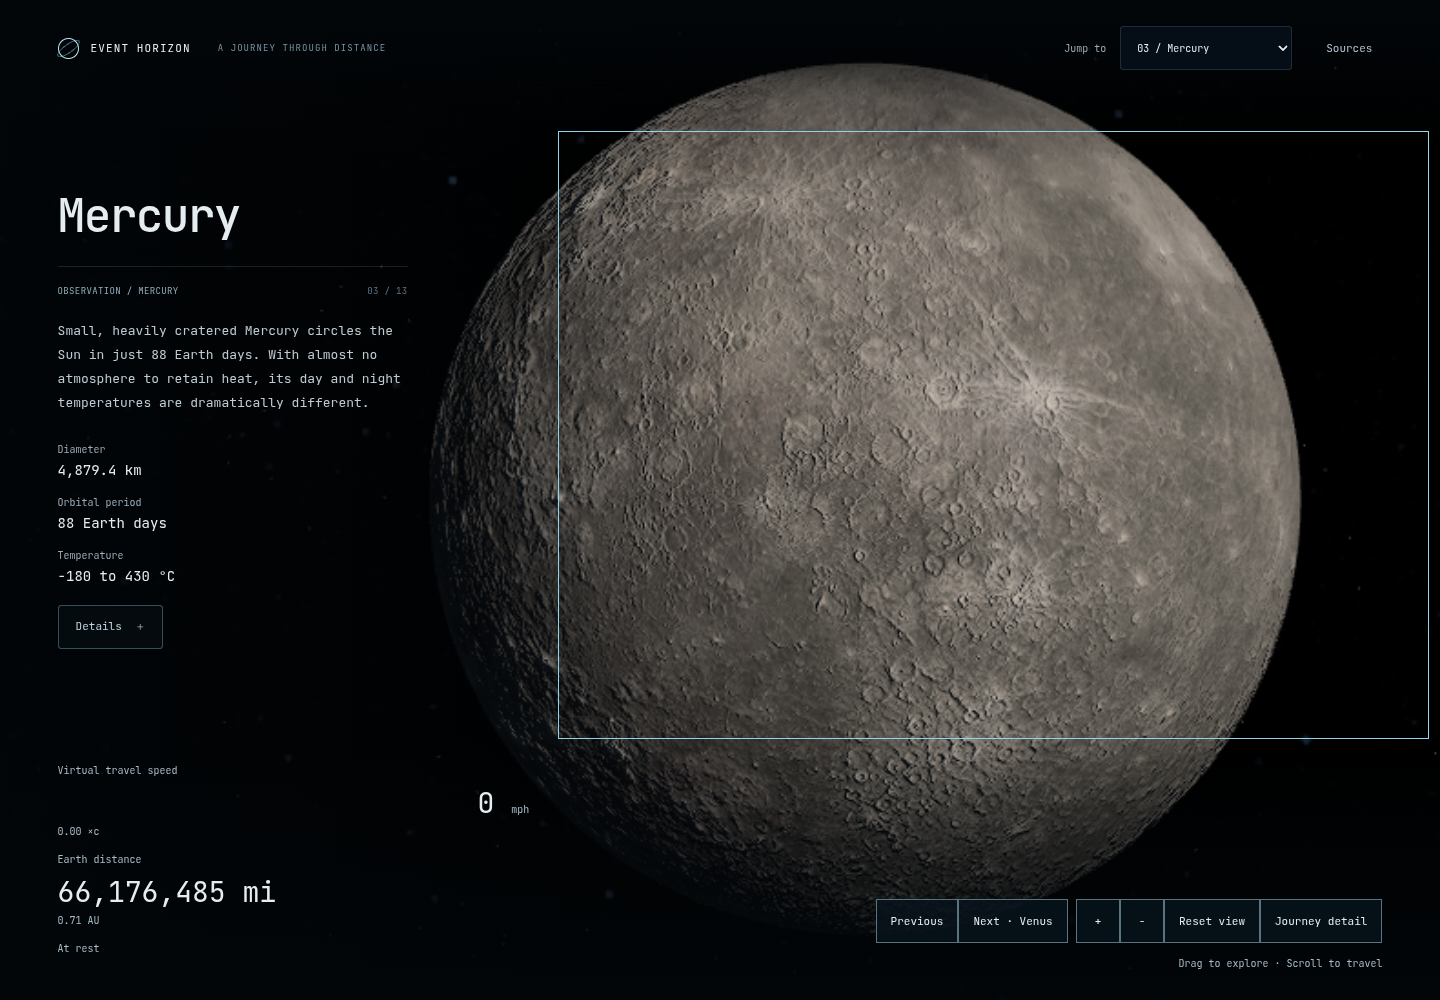 EVENT HORIZON
A JOURNEY THROUGH DISTANCE
Jump to
03 / Mercury
Sources
Mercury
OBSERVATION / MERCURY
03 / 13
Small, heavily cratered Mercury circles the
Sun in just 88 Earth days. With almost no
atmosphere to retain heat, its day and night
temperatures are dramatically different.
Diameter
4,879.4 km
Orbital period
88 Earth days
Temperature
-180 to 430 °C
Details +
Virtual travel speed
0 mph
0.00 ×c
Earth distance
66,176,485 mi
0.71 AU
At rest
Previous
Next · Venus
+
-
Reset view
Journey detail
Drag to explore · Scroll to travel